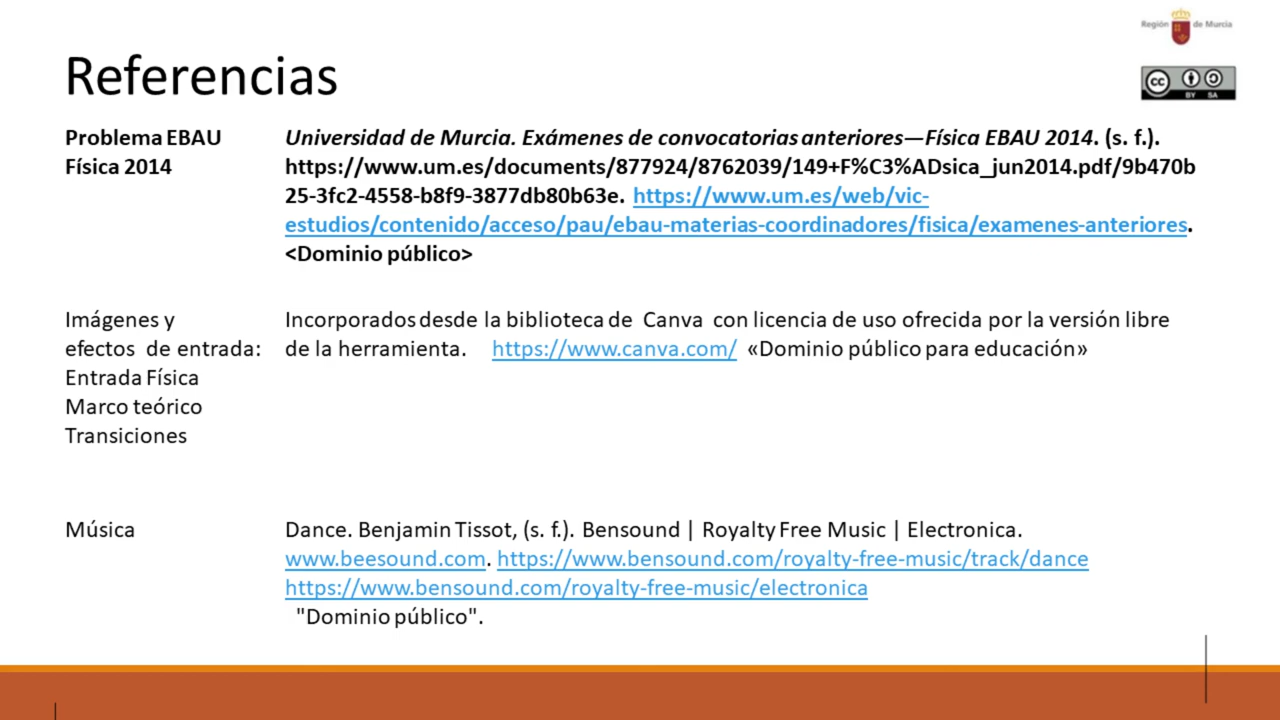 Región de Murcia
Referencias
CC BY SA
Problema EBAU
Física 2014
Universidad de Murcia. Exámenes de convocatorias anteriores—Física EBAU 2014. (s. f.).
https://www.um.es/documents/877924/8762039/149+F%C3%ADsica_jun2014.pdf/9b470b
25-3fc2-4558-b8f9-3877db80b63e. https://www.um.es/web/vic-
estudios/contenido/acceso/pau/ebau-materias-coordinadores/fisica/examenes-anteriores.
<Dominio público>
Imágenes y
efectos de entrada:
Entrada Física
Marco teórico
Transiciones
Incorporados desde la biblioteca de Canva con licencia de uso ofrecida por la versión libre
de la herramienta. https://www.canva.com/ «Dominio público para educación»
Música
Dance. Benjamin Tissot, (s. f.). Bensound | Royalty Free Music | Electronica.
www.beesound.com. https://www.bensound.com/royalty-free-music/track/dance
https://www.bensound.com/royalty-free-music/electronica
"Dominio público".